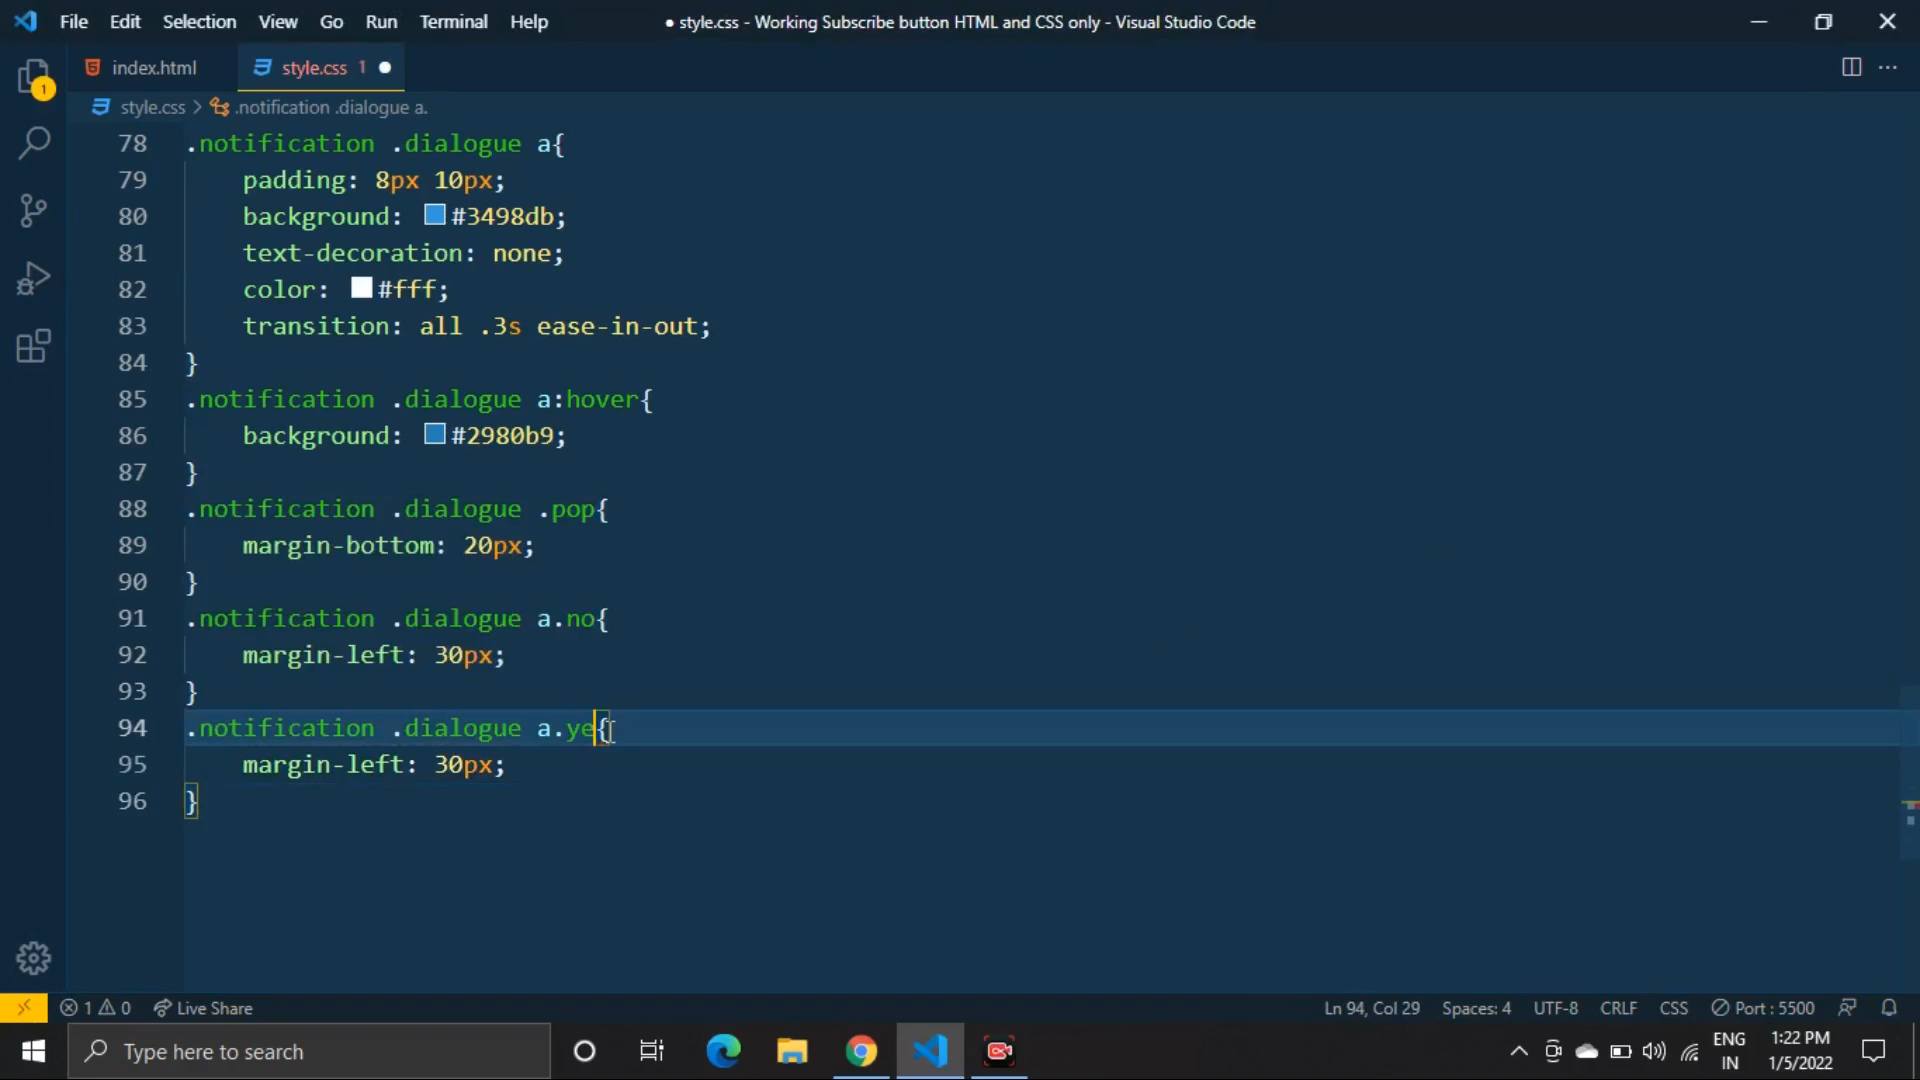 File Edit Selection View Go Run Terminal Help ● style.css - Working Subscribe button HTML and CSS only - Visual Studio Code
index.html style.css 1
style.css > .notification .dialogue a.
78 .notification .dialogue a{
79 padding: 8px 10px;
80 background: #3498db;
81 text-decoration: none;
82 color: #fff;
83 transition: all .3s ease-in-out;
84 }
85 .notification .dialogue a:hover{
86 background: #2980b9;
87 }
88 .notification .dialogue .pop{
89 margin-bottom: 20px;
90 }
91 .notification .dialogue a.no{
92 margin-left: 30px;
93 }
94 .notification .dialogue a.ye{
95 margin-left: 30px;
96 }
1
1 0 Live Share Ln 94, Col 29 Spaces: 4 UTF-8 CRLF CSS Port : 5500
Type here to search ENG 1:22 PM
IN 1/5/2022